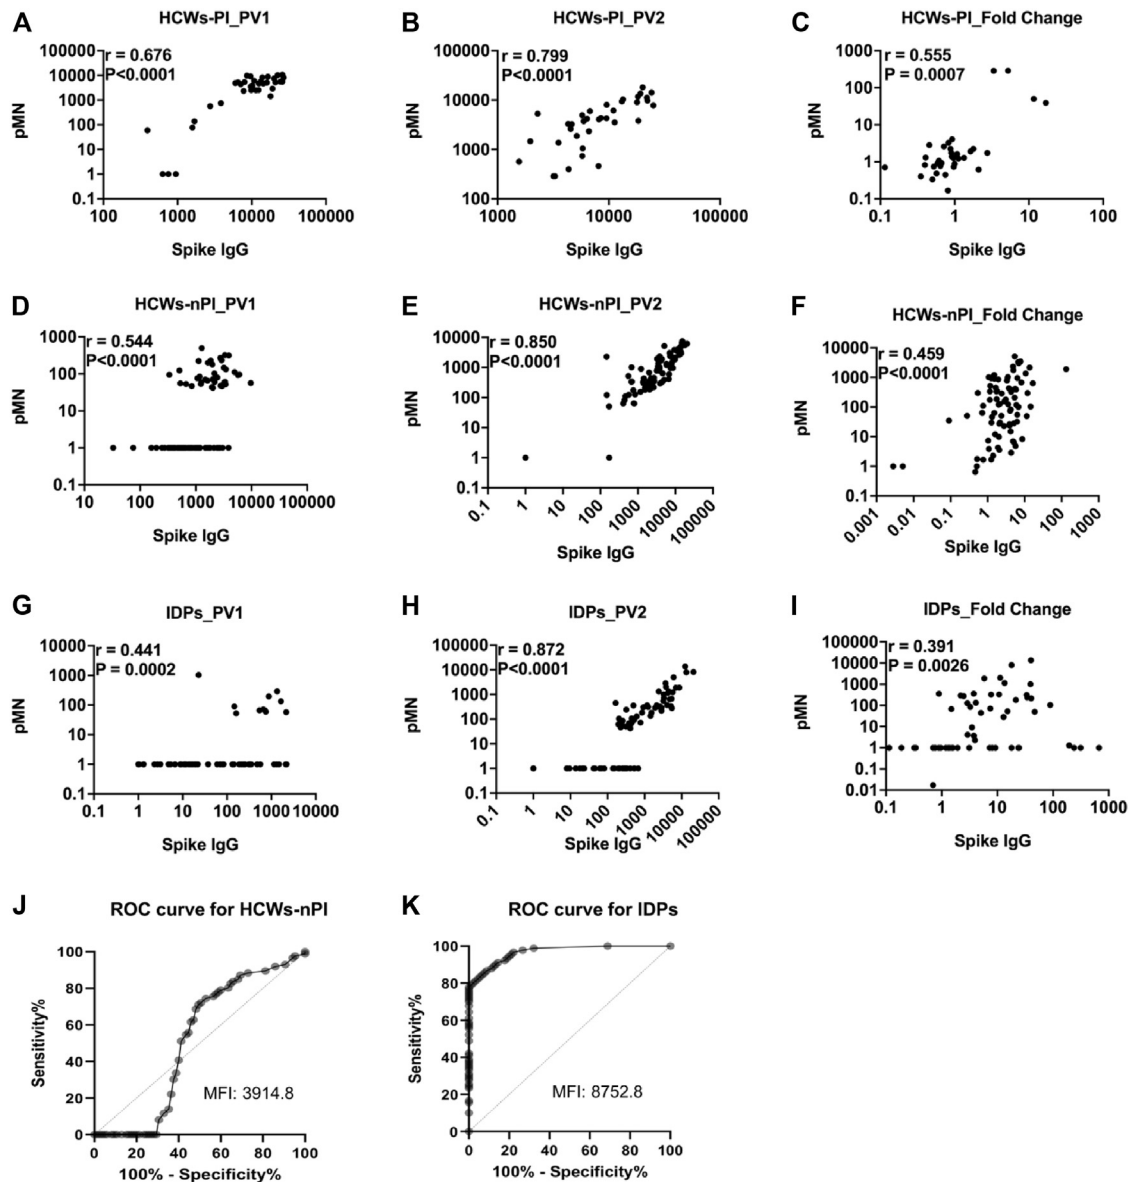 A
HCWs-PI_PV1
r = 0.676
P<0.0001
100000
10000
1000
100
10
1
0.1
pMN
100 1000 10000 100000
Spike IgG
B
HCWs-PI_PV2
r = 0.799
P<0.0001
100000
10000
1000
100
pMN
1000 10000 100000
Spike IgG
C
HCWs-PI_Fold Change
r = 0.555
P = 0.0007
1000
100
10
1
0.1
pMN
0.1 1 10 100
Spike IgG
D
HCWs-nPI_PV1
r = 0.544
P<0.0001
1000
100
10
1
0.1
pMN
10 100 1000 10000 100000
Spike IgG
E
HCWs-nPI_PV2
r = 0.850
P<0.0001
10000
1000
100
10
1
0.1
pMN
0.1 1 10 100 1000 10000 100000
Spike IgG
F
HCWs-nPI_Fold Change
r = 0.459
P<0.0001
10000
1000
100
10
1
0.1
pMN
0.001 0.01 0.1 1 10 100 1000
Spike IgG
G
IDPs_PV1
r = 0.441
P = 0.0002
10000
1000
100
10
1
0.1
pMN
0.1 1 10 100 1000 10000
Spike IgG
H
IDPs_PV2
r = 0.872
P<0.0001
100000
10000
1000
100
10
1
0.1
pMN
0.1 1 10 100 1000 10000 100000
Spike IgG
I
IDPs_Fold Change
r = 0.391
P = 0.0026
100000
10000
1000
100
10
1
0.1
0.01
pMN
0.1 1 10 100 1000
Spike IgG
J
ROC curve for HCWs-nPI
100
80
60
40
20
0
Sensitivity%
MFI: 3914.8
0 20 40 60 80 100
100% - Specificity%
K
ROC curve for IDPs
100
80
60
40
20
0
Sensitivity%
MFI: 8752.8
0 20 40 60 80 100
100% - Specificity%